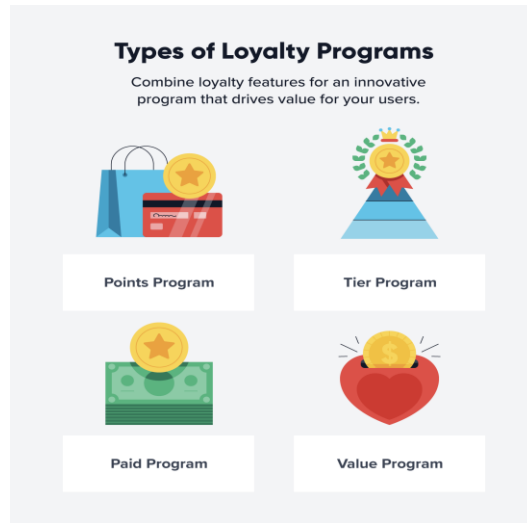 Types of Loyalty Programs
Combine loyalty features for an innovative
program that drives value for your users.
Points Program
Tier Program
Paid Program
Value Program